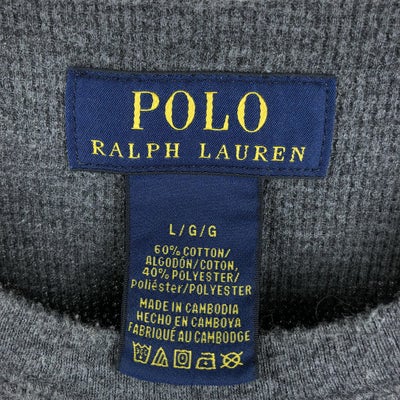 POLO
RALPH LAUREN
L/G/G
60% COTTON/
ALGODÓN/COTON,
40% POLYESTER/
poliéster/POLYESTER
MADE IN CAMBODIA
HECHO EN CAMBOYA
FABRIQUÉ AU CAMBODGE